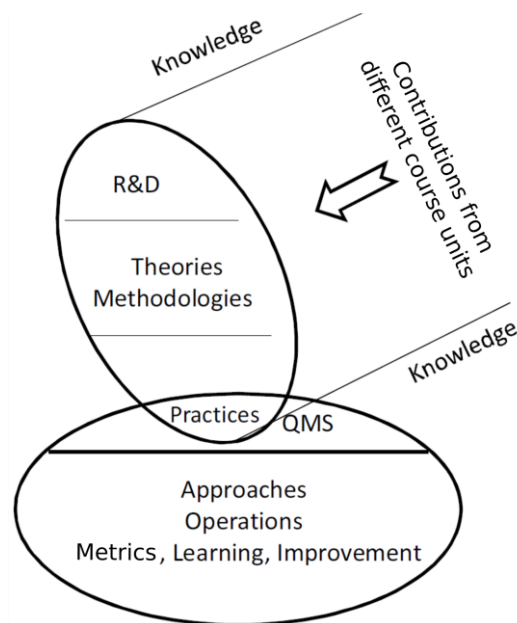 Knowledge
Contributions from
different course units
R&D
Theories
Methodologies
Knowledge
Practices
QMS
Approaches
Operations
Metrics, Learning, Improvement